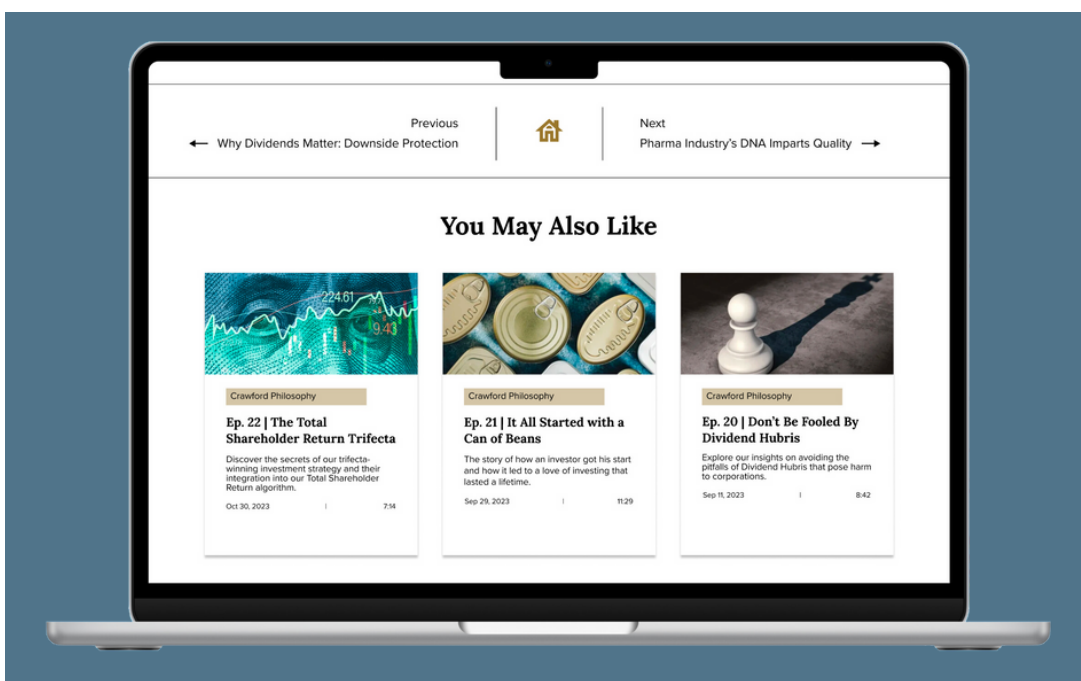 Previous
← Why Dividends Matter: Downside Protection
Next
Pharma Industry's DNA Imparts Quality →
You May Also Like
224.61
9.43
Crawford Philosophy
Ep. 22 | The Total
Shareholder Return Trifecta
Discover the secrets of our trifecta-
winning investment strategy and their
integration into our Total Shareholder
Return algorithm.
Oct 30, 2023 | 7:14
Crawford Philosophy
Ep. 21 | It All Started with a
Can of Beans
The story of how an investor got his start
and how it led to a love of investing that
lasted a lifetime.
Sep 29, 2023 | 11:29
Crawford Philosophy
Ep. 20 | Don't Be Fooled By
Dividend Hubris
Explore our insights on avoiding the
pitfalls of Dividend Hubris that pose harm
to corporations.
Sep 11, 2023 | 8:42